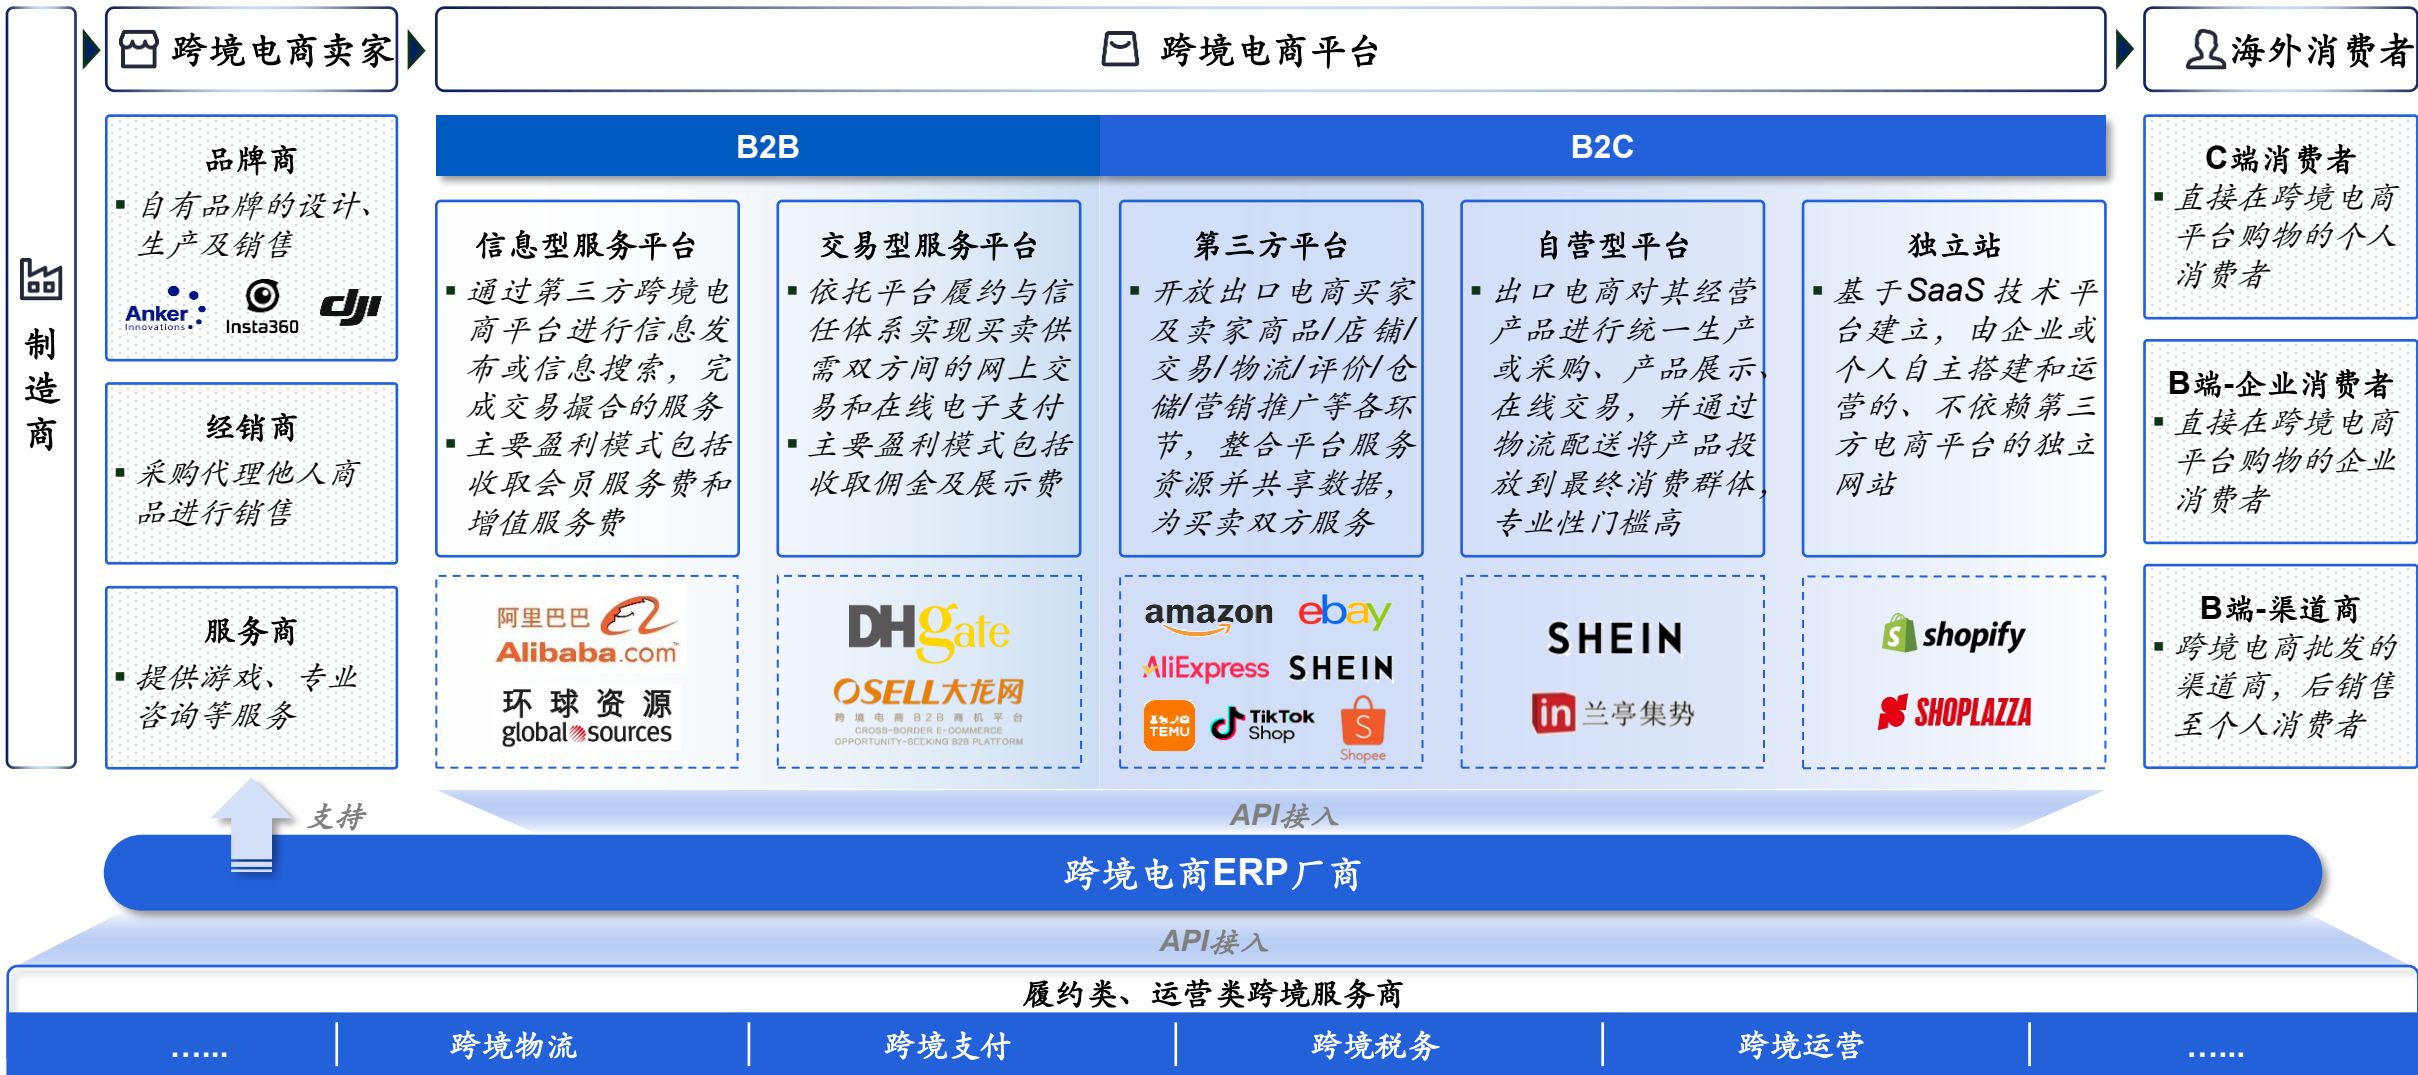 制造商
跨境电商卖家
跨境电商平台
海外消费者
品牌商
▪ 自有品牌的设计、
生产及销售
Anker
Innovations
Insta360
dji
经销商
▪ 采购代理他人商
品进行销售
服务商
▪ 提供游戏、专业
咨询等服务
B2B
B2C
信息型服务平台
▪ 通过第三方跨境电
商平台进行信息发
布或信息搜索，完
成交易撮合的服务
▪ 主要盈利模式包括
收取会员服务费和
增值服务费
阿里巴巴
Alibaba.com
环球资源
global sources
交易型服务平台
▪ 依托平台履约与信
任体系实现买卖供
需双方间的网上交
易和在线电子支付
▪ 主要盈利模式包括
收取佣金及展示费
DHgate
OSELL大龙网
跨境电商B2B商机平台
CROSS-BORDER E-COMMERCE
OPPORTUNITY-SEEKING B2B PLATFORM
第三方平台
▪ 开放出口电商买家
及卖家商品/店铺/
交易/物流/评价/仓
储/营销推广等各环
节，整合平台服务
资源并共享数据，
为买卖双方服务
amazon
ebay
AliExpress
SHEIN
TEMU
TikTok
Shop
Shopee
自营型平台
▪ 出口电商对其经营
产品进行统一生产
或采购、产品展示、
在线交易，并通过
物流配送将产品投
放到最终消费群体，
专业性门槛高
SHEIN
in 兰亭集势
独立站
▪ 基于SaaS技术平
台建立，由企业或
个人自主搭建和运
营的、不依赖第三
方电商平台的独立
网站
shopify
SHOPLAZZA
C端消费者
▪ 直接在跨境电商
平台购物的个人
消费者
B端-企业消费者
▪ 直接在跨境电商
平台购物的企业
消费者
B端-渠道商
▪ 跨境电商批发的
渠道商，后销售
至个人消费者
支持
API接入
跨境电商ERP厂商
API接入
履约类、运营类跨境服务商
…...
跨境物流
跨境支付
跨境税务
跨境运营
…...